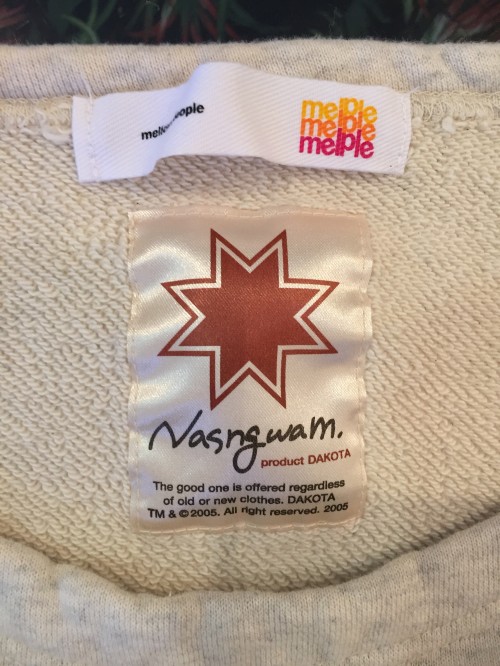 people
melple
melple
melple
Nasngwam.
product DAKOTA
The good one is offered regardless
of old or new clothes. DAKOTA
TM & ©2005. All right reserved. 2005